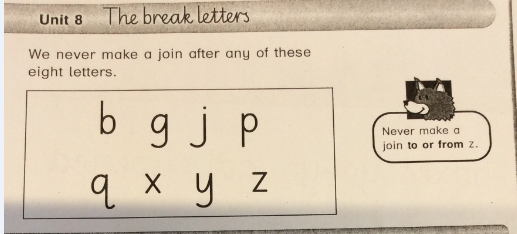 Unit 8 The break letters
We never make a join after any of these
eight letters.
b g j p
q x y z
Never make a
join to or from z.